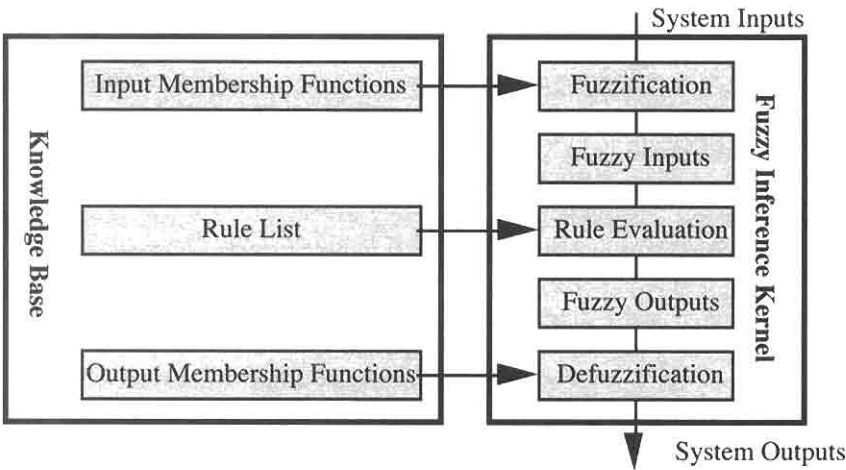 System Inputs
Input Membership Functions
Fuzzification
Fuzzy Inputs
Knowledge Base
Fuzzy Inference Kernel
Rule List
Rule Evaluation
Fuzzy Outputs
Output Membership Functions
Defuzzification
System Outputs